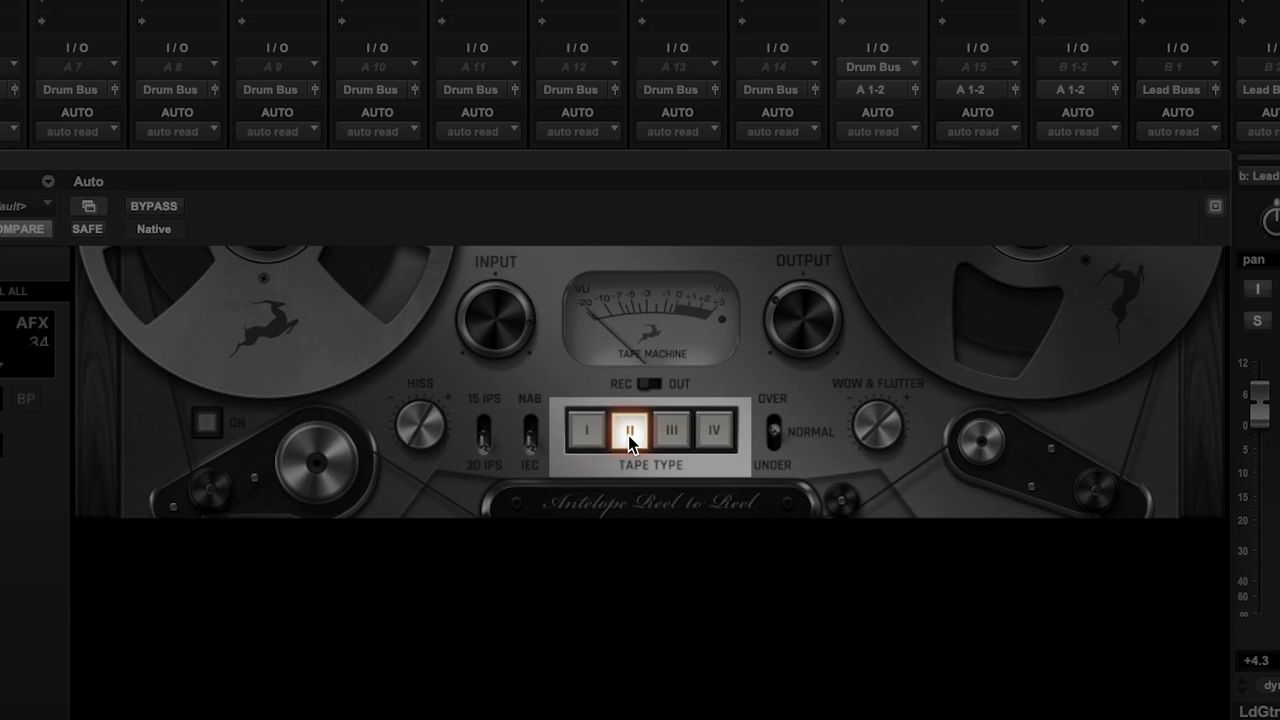 I / O I / O I / O I / O I / O I / O I / O I / O I / O I / O I / O I / O
A 7 A 8 A 9 A 10 A 11 A 12 A 13 A 14 Drum Bus A 15 B 1-2 B 1
Drum Bus Drum Bus Drum Bus Drum Bus Drum Bus Drum Bus Drum Bus Drum Bus A 1-2 A 1-2 A 1-2 Lead Buss Lead B
AUTO AUTO AUTO AUTO AUTO AUTO AUTO AUTO AUTO AUTO AUTO AUTO
auto read auto read auto read auto read auto read auto read auto read auto read auto read auto read auto read auto read
Auto
b: Lead
ault> BYPASS
OMPARE SAFE Native
pan
I
S
L ALL
AFX
34
BP
INPUT OUTPUT
VU VU
-20 -10 -7 -5 -3 -1 0 +1 +2 +3
TAPE MACHINE
REC OUT
HISS 15 IPS NAB OVER WOW & FLUTTER
- + - +
ON
I II III IV
NORMAL
30 IPS IEC TAPE TYPE UNDER
Antelope Reel to Reel
12
6
0
5
10
15
20
30
40
60
∞
+4.3
dyn
LdGtr